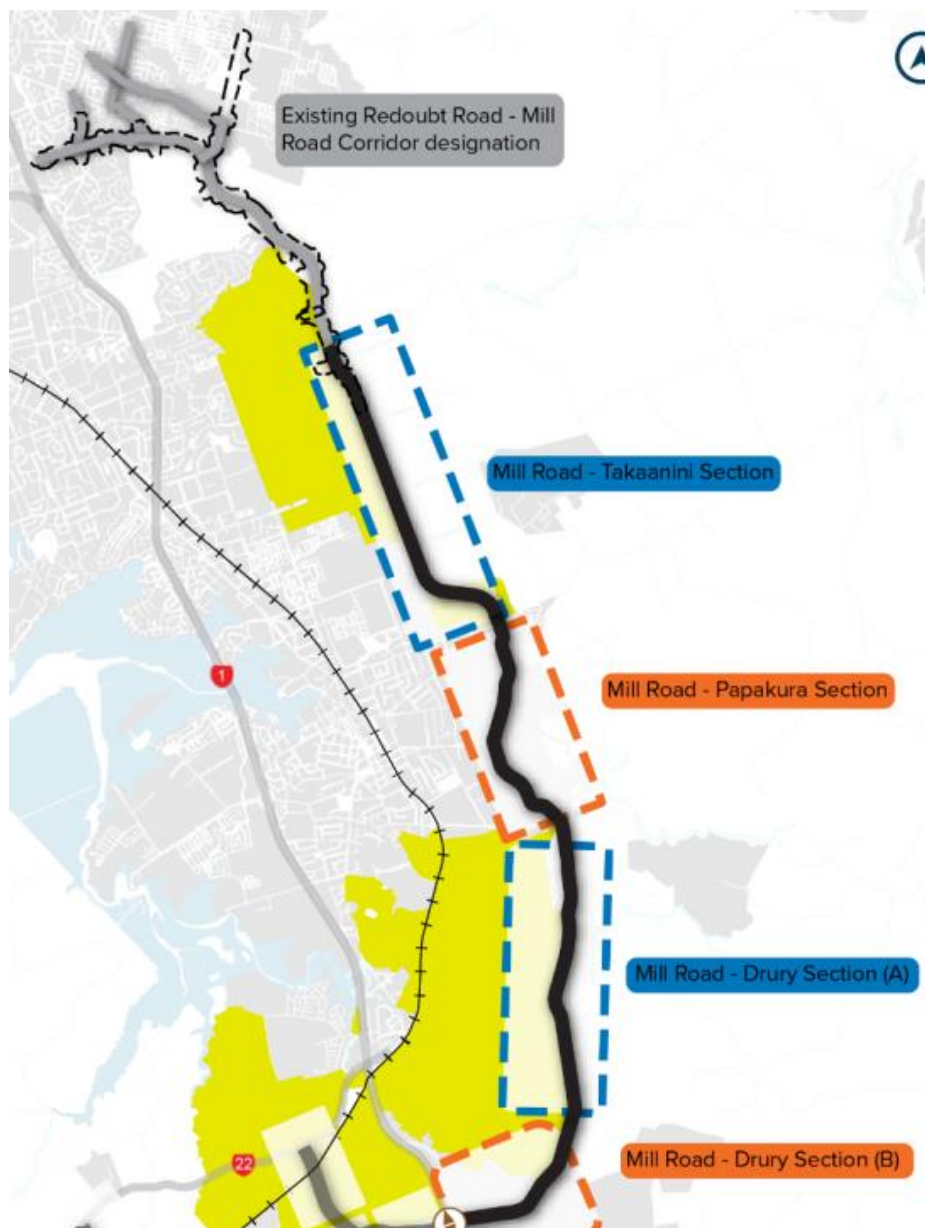 Existing Redoubt Road - Mill
Road Corridor designation
Mill Road - Takaanini Section
1
Mill Road - Papakura Section
Mill Road - Drury Section (A)
Mill Road - Drury Section (B)
22